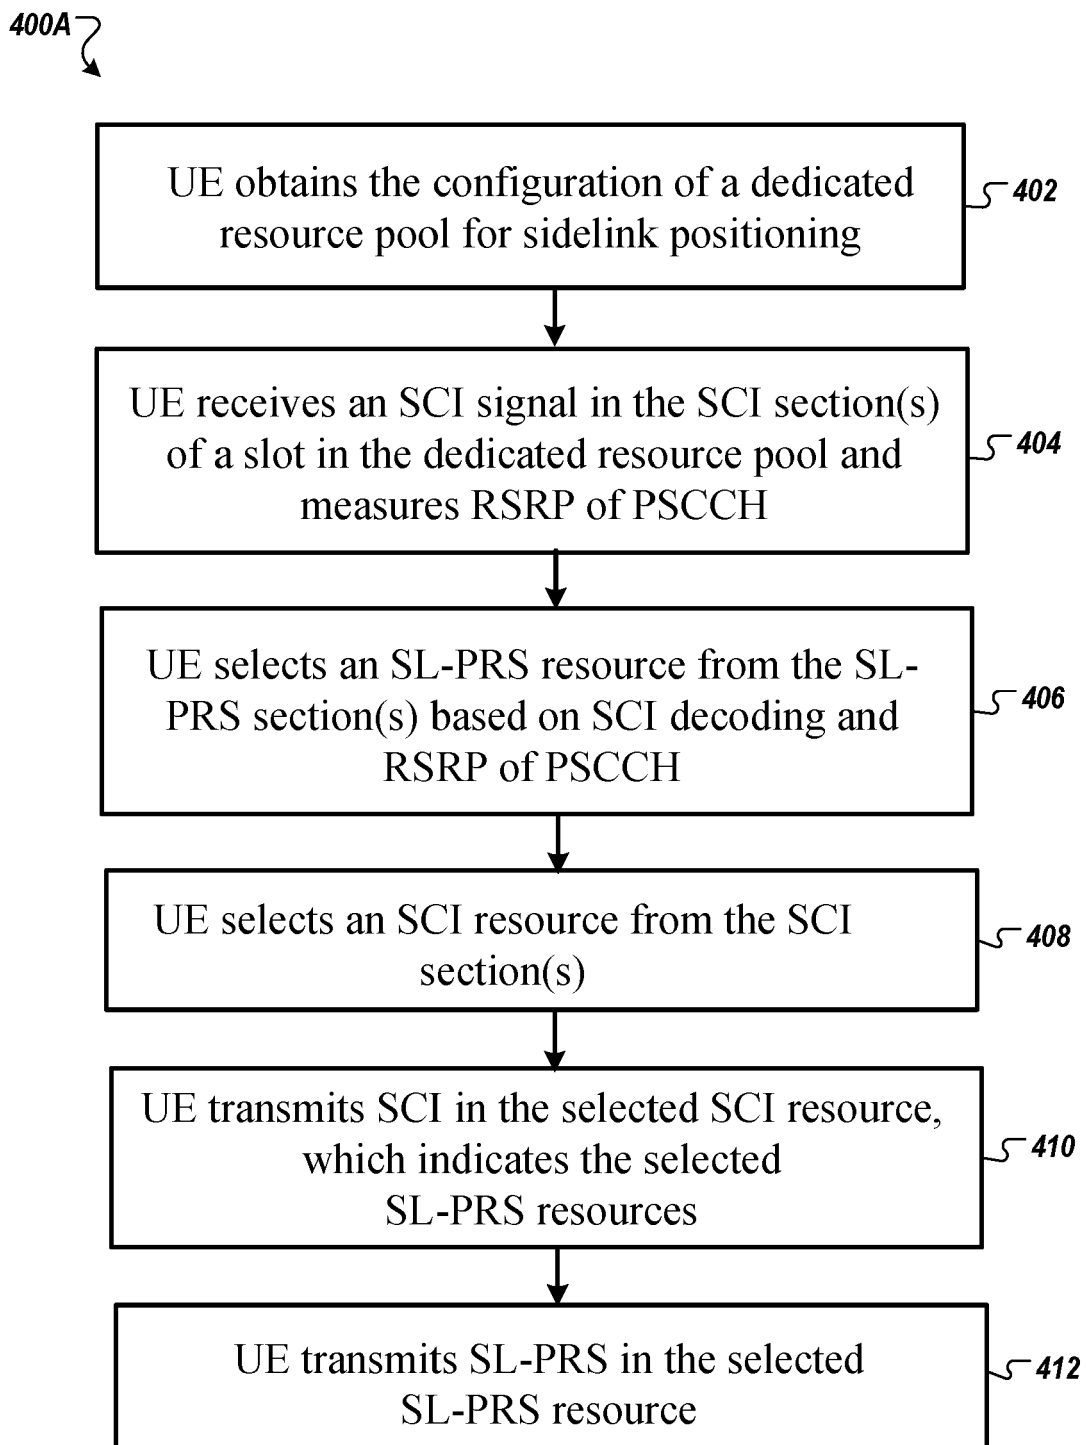 400A
UE obtains the configuration of a dedicated
resource pool for sidelink positioning
402
UE receives an SCI signal in the SCI section(s)
of a slot in the dedicated resource pool and
measures RSRP of PSCCH
404
UE selects an SL-PRS resource from the SL-
PRS section(s) based on SCI decoding and
RSRP of PSCCH
406
UE selects an SCI resource from the SCI
section(s)
408
UE transmits SCI in the selected SCI resource,
which indicates the selected
SL-PRS resources
410
UE transmits SL-PRS in the selected
SL-PRS resource
412